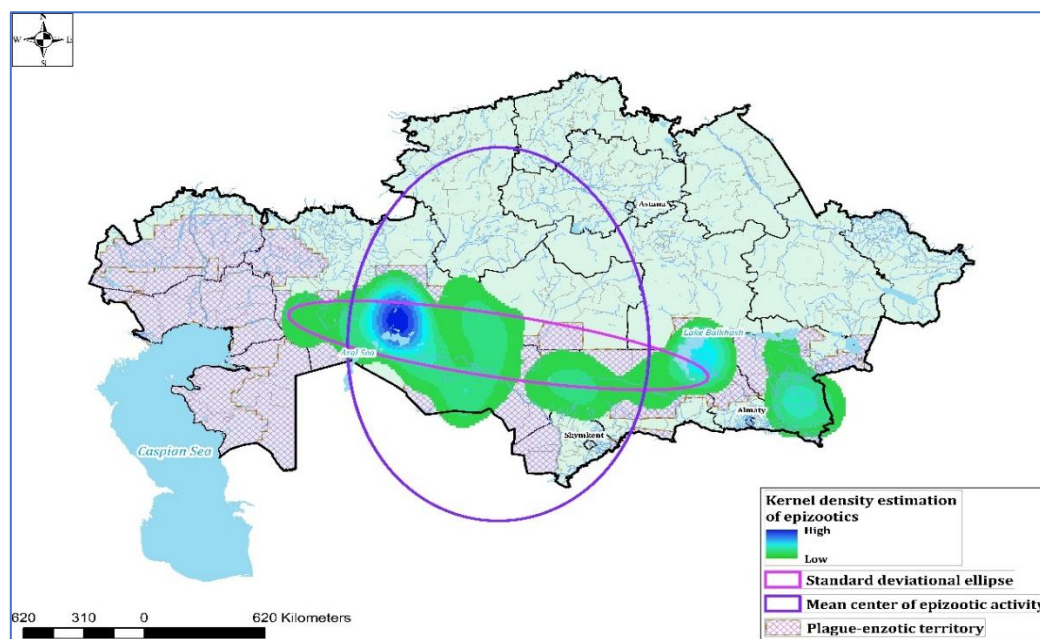 N
W E
S
Astana
Lake Balkhash
Aral Sea
Almaty
Shymkent
Caspian Sea
Kernel density estimation
of epizootics
High
Low
Standard deviational ellipse
Mean center of epizootic activity
Plague-enzotic territory
620 310 0 620 Kilometers